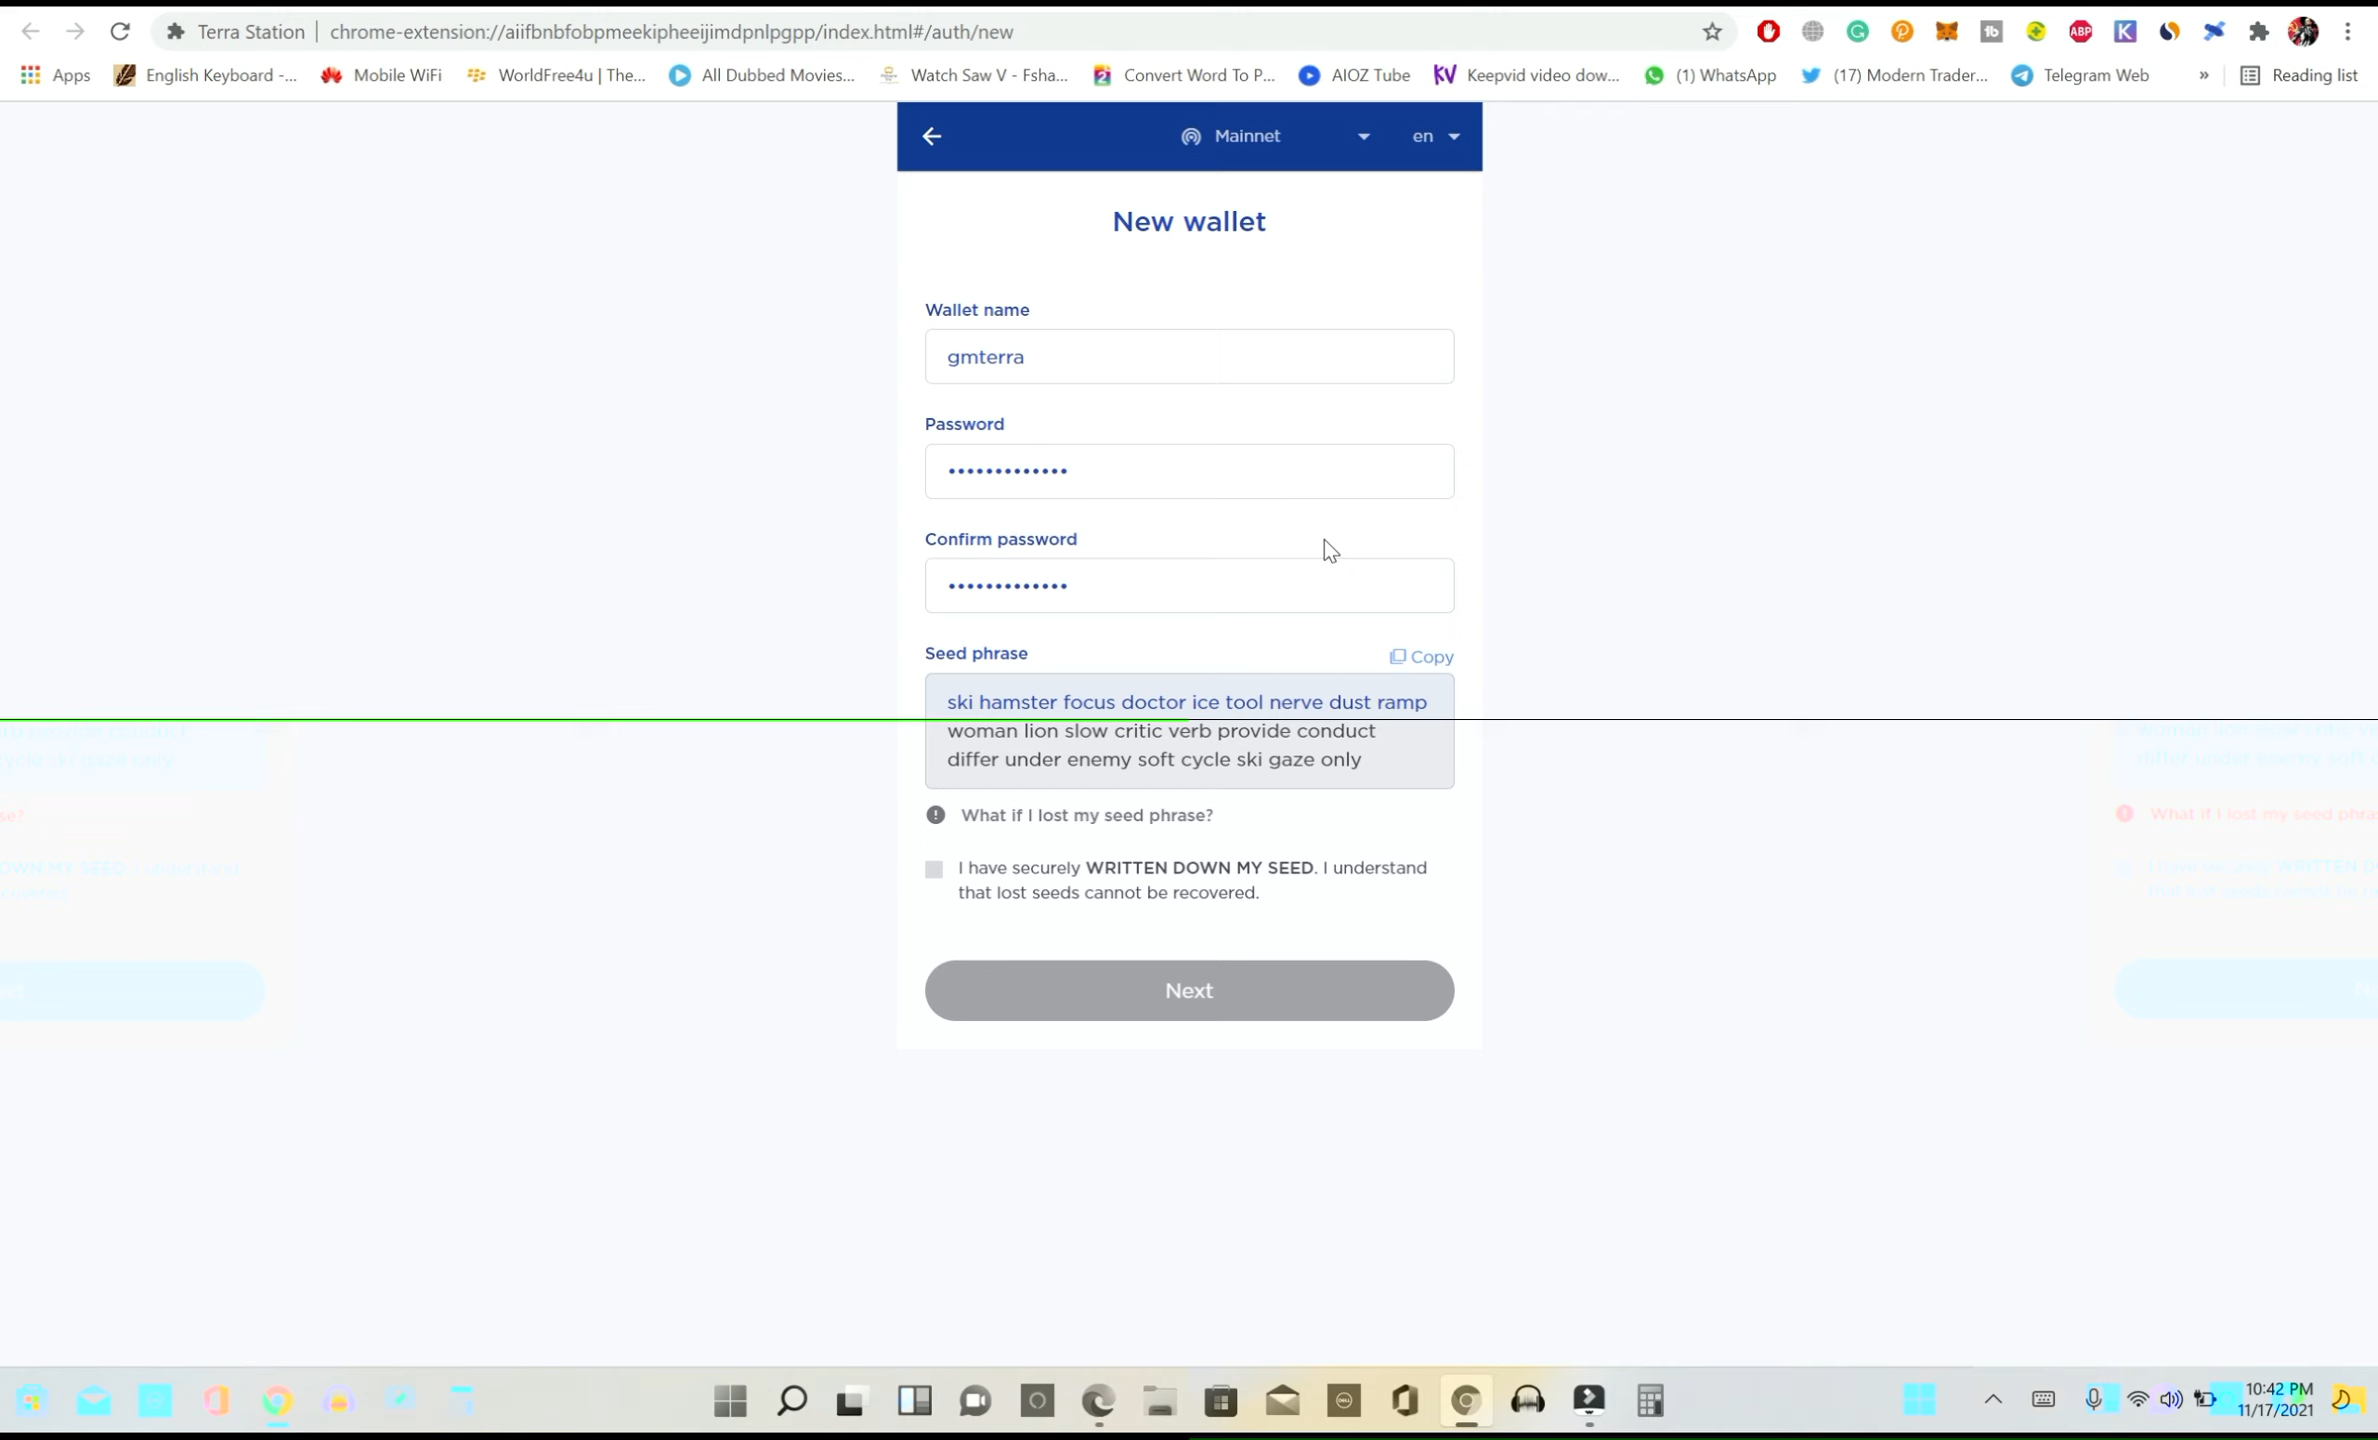 Terra Station | chrome-extension://aiifbnbfobpmeekipheeijimdpnlpgpp/index.html#/auth/new
Apps English Keyboard -... Mobile WiFi WorldFree4u | The... All Dubbed Movies... Watch Saw V - Fsha... Convert Word To P... AIOZ Tube Keepvid video dow... (1) WhatsApp (17) Modern Trader... Telegram Web » Reading list
Mainnet en
New wallet
Wallet name
gmterra
Password
Confirm password
Seed phrase Copy
ski hamster focus doctor ice tool nerve dust ramp
woman lion slow critic verb provide conduct
differ under enemy soft cycle ski gaze only
What if I lost my seed phrase?
I have securely WRITTEN DOWN MY SEED. I understand
that lost seeds cannot be recovered.
Next
10:42 PM
11/17/2021